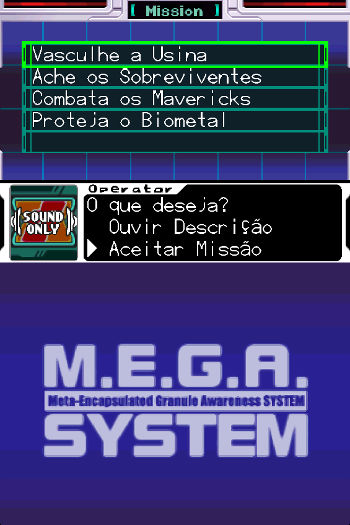 [ Mission ]
Vasculhe a Usina
Ache os Sobreviventes
Combata os Mavericks
Proteja o Biometal
Operator
SOUND ONLY
O que deseja?
Ouvir Descrição
Aceitar Missão
M.E.G.A.
Meta-Encapsulated Granule Awareness SYSTEM
SYSTEM